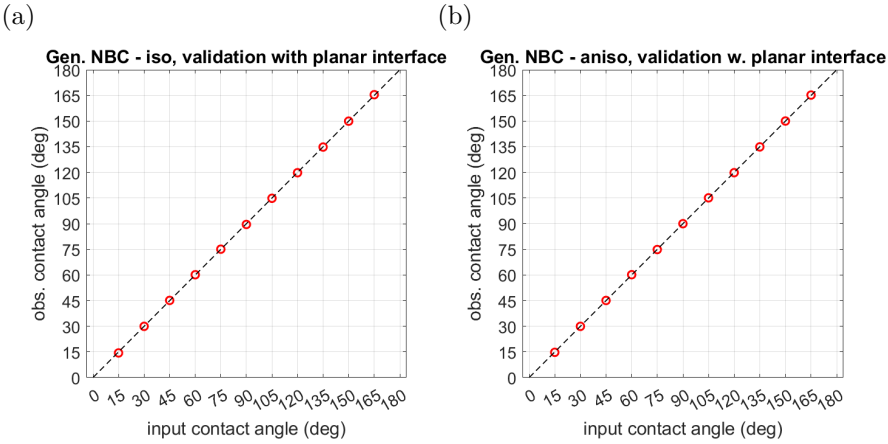 (a)
Gen. NBC - iso, validation with planar interface
180
165
150
135
120
105
90
75
60
45
30
15
0
obs. contact angle (deg)
0 15 30 45 60 75 90 105 120 135 150 165 180
input contact angle (deg)
(b)
Gen. NBC - aniso, validation w. planar interface
180
165
150
135
120
105
90
75
60
45
30
15
0
obs. contact angle (deg)
0 15 30 45 60 75 90 105 120 135 150 165 180
input contact angle (deg)